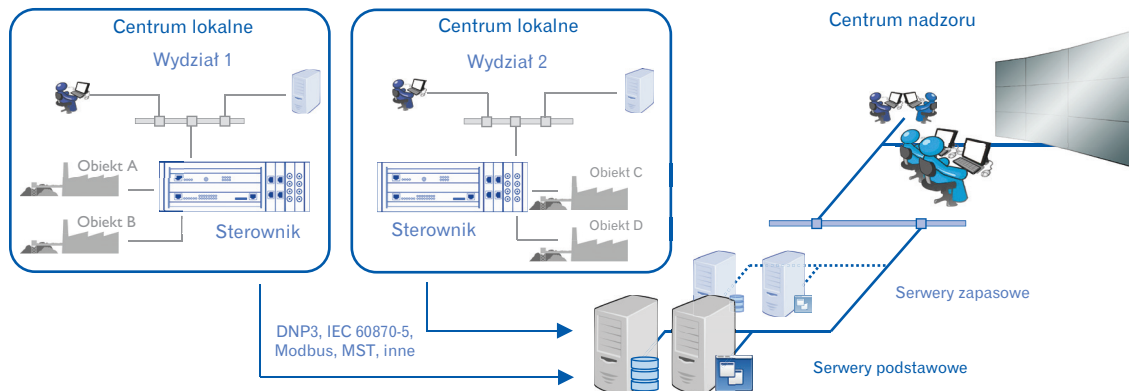 Centrum lokalne
Wydział 1
Obiekt A
Obiekt B
Sterownik
Centrum lokalne
Wydział 2
Obiekt C
Obiekt D
Sterownik
Centrum nadzoru
DNP3, IEC 60870-5,
Modbus, MST, inne
Serwery zapasowe
Serwery podstawowe